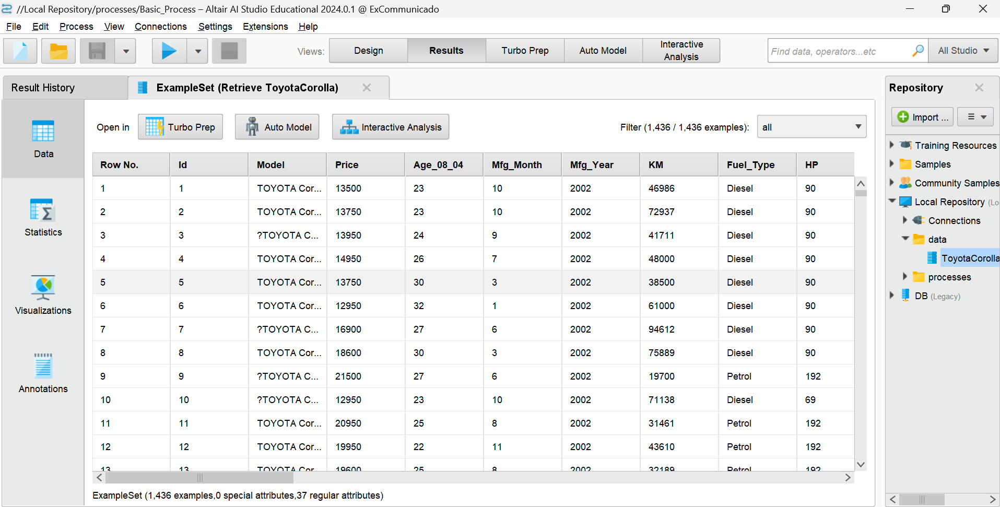 //Local Repository/processes/Basic_Process – Altair AI Studio Educational 2024.0.1 @ ExCommunicado
File Edit Process View Connections Settings Extensions Help
Views: Design Results Turbo Prep Auto Model Interactive Analysis Find data, operators...etc All Studio
Result History ExampleSet (Retrieve ToyotaCorolla) Repository
Open in Turbo Prep Auto Model Interactive Analysis Filter (1,436 / 1,436 examples): all
Row No. Id Model Price Age_08_04 Mfg_Month Mfg_Year KM Fuel_Type HP
1 1 TOYOTA Cor... 13500 23 10 2002 46986 Diesel 90
2 2 TOYOTA Cor... 13750 23 10 2002 72937 Diesel 90
3 3 ?TOYOTA C... 13950 24 9 2002 41711 Diesel 90
4 4 TOYOTA Cor... 14950 26 7 2002 48000 Diesel 90
5 5 TOYOTA Cor... 13750 30 3 2002 38500 Diesel 90
6 6 TOYOTA Cor... 12950 32 1 2002 61000 Diesel 90
7 7 ?TOYOTA C... 16900 27 6 2002 94612 Diesel 90
8 8 TOYOTA Cor... 18600 30 3 2002 75889 Diesel 90
9 9 ?TOYOTA C... 21500 27 6 2002 19700 Petrol 192
10 10 ?TOYOTA C... 12950 23 10 2002 71138 Diesel 69
11 11 TOYOTA Cor... 20950 25 8 2002 31461 Petrol 192
12 12 TOYOTA Cor... 19950 22 11 2002 43610 Petrol 192
13 13 TOYOTA Cor 19600 25 8 2002 32189 Petrol 192
ExampleSet (1,436 examples,0 special attributes,37 regular attributes)
Data
Statistics
Visualizations
Annotations
Import ...
Training Resources
Samples
Community Samples
Local Repository (Lo
Connections
data
ToyotaCorolla
processes
DB (Legacy)